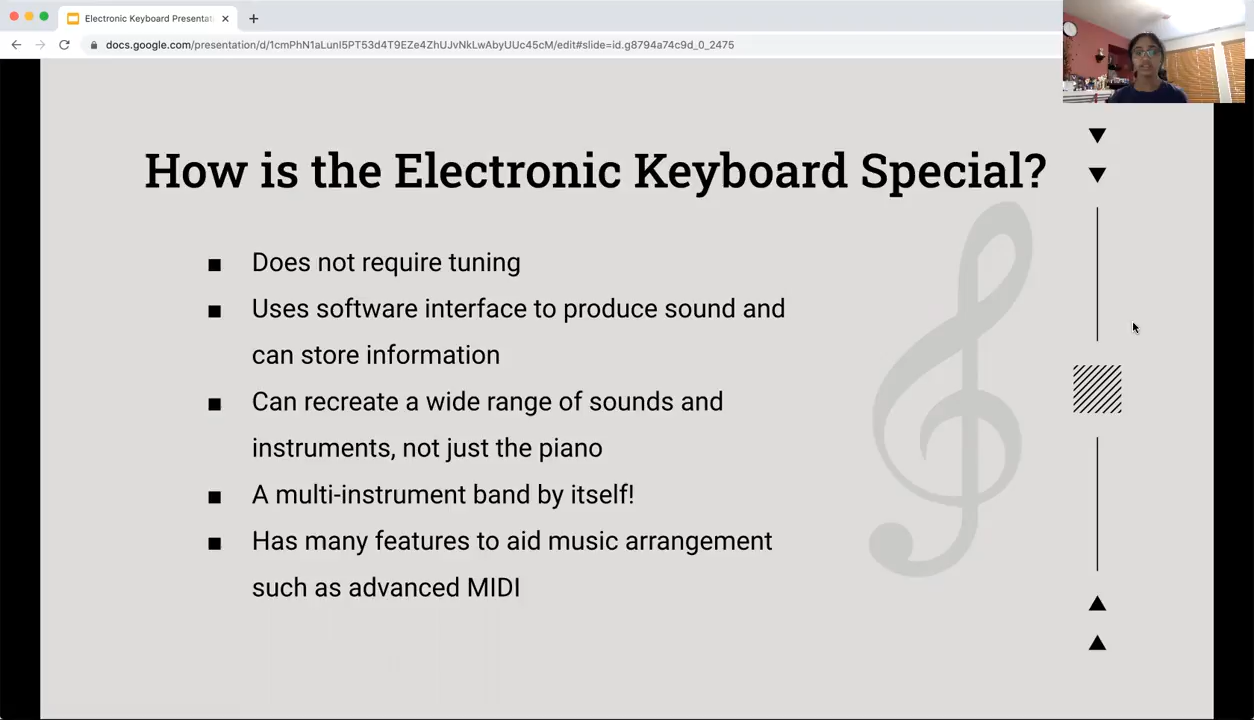 Electronic Keyboard Presentat
docs.google.com/presentation/d/1cmPhN1aLunI5PT53d4T9EZe4ZhUJvNkLwAbyUUc45cM/edit#slide=id.g8794a74c9d_0_2475
How is the Electronic Keyboard Special?
■ Does not require tuning
■ Uses software interface to produce sound and
can store information
■ Can recreate a wide range of sounds and
instruments, not just the piano
■ A multi-instrument band by itself!
■ Has many features to aid music arrangement
such as advanced MIDI